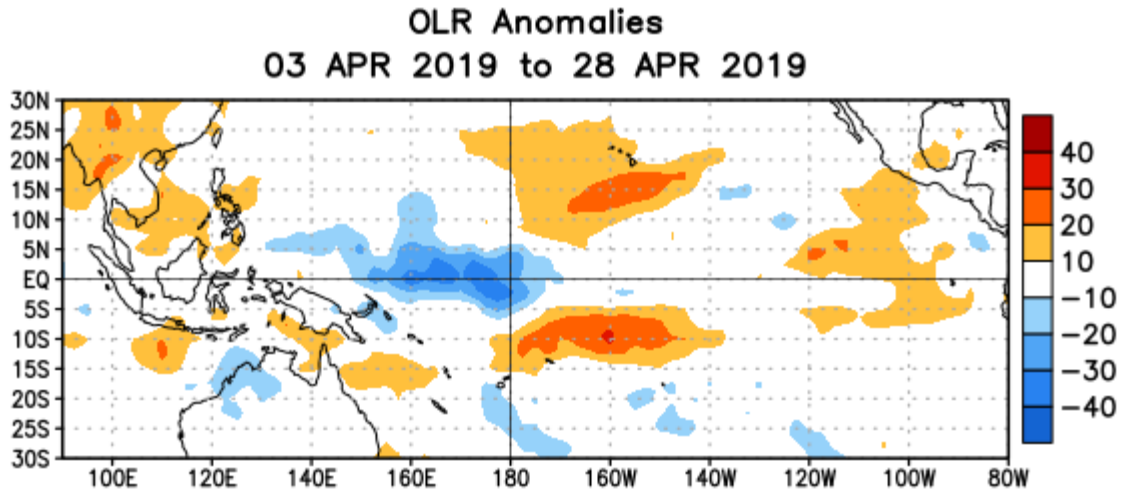 OLR Anomalies
03 APR 2019 to 28 APR 2019
30N
25N
20N
15N
10N
5N
EQ
5S
10S
15S
20S
25S
30S
100E 120E 140E 160E 180 160W 140W 120W 100W 80W
40
30
20
10
-10
-20
-30
-40